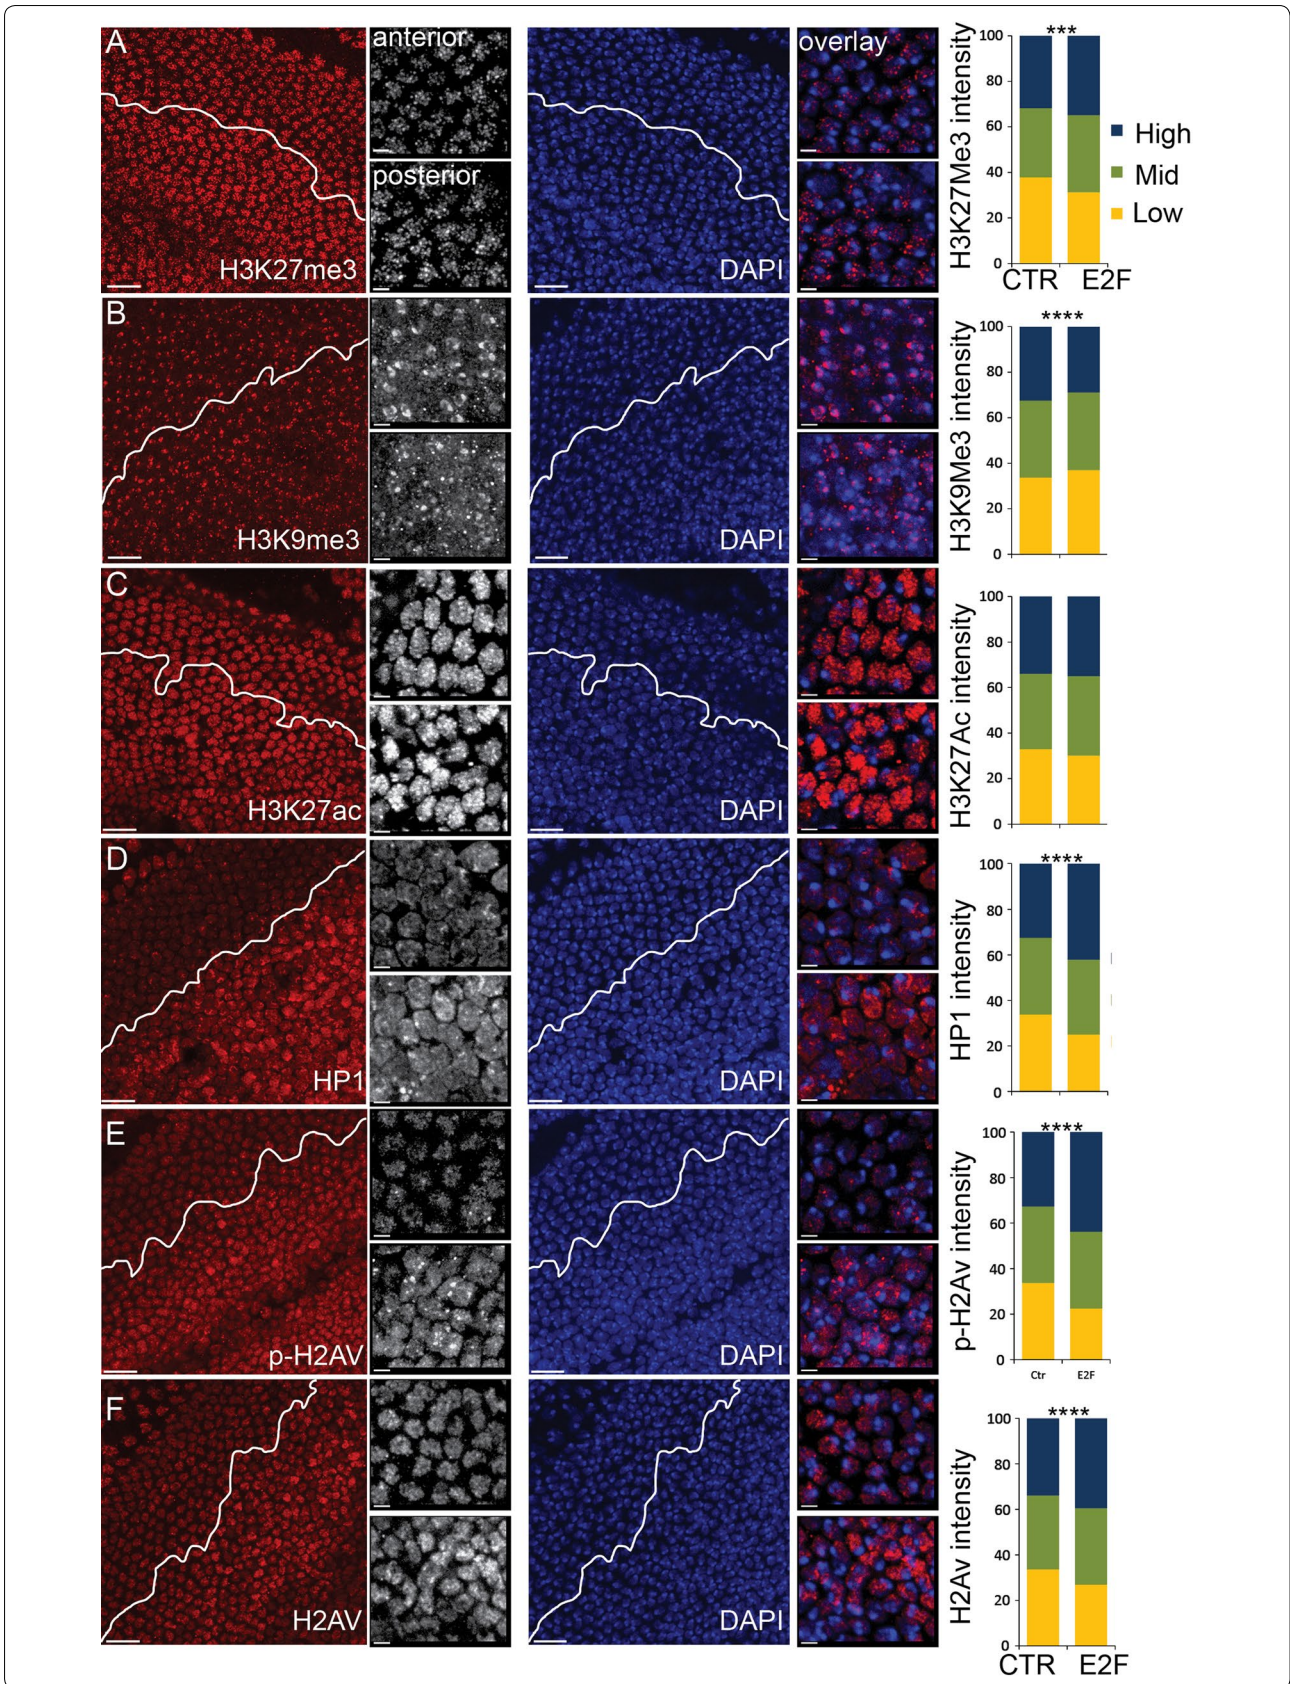 A
anterior
overlay
posterior
H3K27me3
DAPI
H3K27Me3 intensity
***
100
80
60
40
20
0
CTR E2F
High
Mid
Low
B
H3K9me3
DAPI
H3K9Me3 intensity
****
100
80
60
40
20
0
C
H3K27ac
DAPI
H3K27Ac intensity
100
80
60
40
20
0
D
HP1
DAPI
HP1 intensity
****
100
80
60
40
20
0
E
p-H2AV
DAPI
p-H2Av intensity
****
100
80
60
40
20
0
Ctr E2F
F
H2AV
DAPI
H2Av intensity
****
100
80
60
40
20
0
CTR E2F